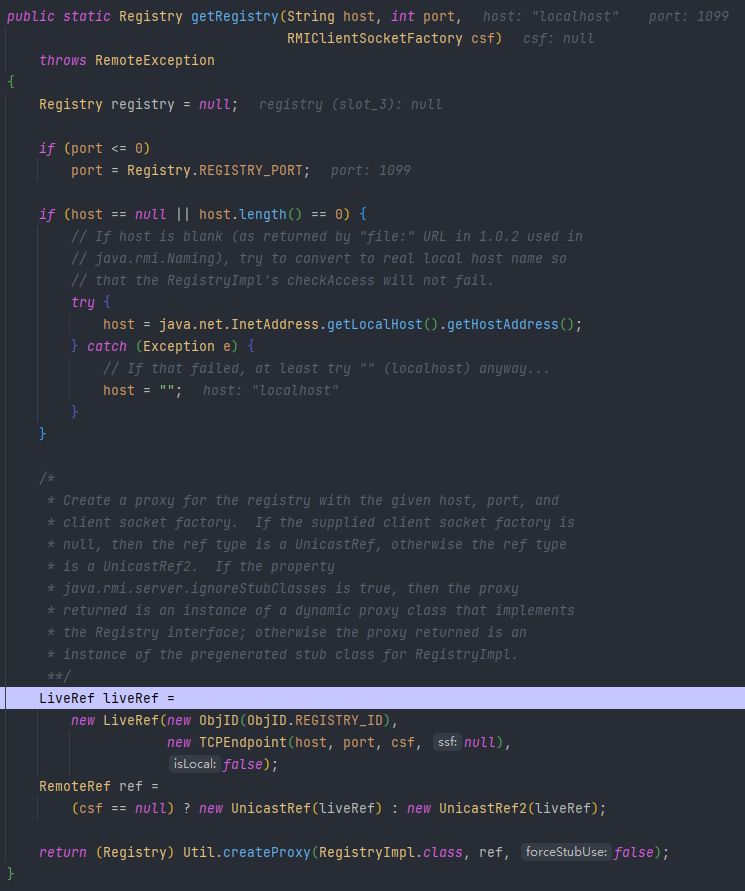 public static Registry getRegistry(String host, int port,   host: "localhost"    port: 1099
                                   RMIClientSocketFactory csf)   csf: null
    throws RemoteException
{
    Registry registry = null;   registry (slot_3): null
    if (port <= 0)
        port = Registry.REGISTRY_PORT;   port: 1099
    if (host == null || host.length() == 0) {
        // If host is blank (as returned by "file:" URL in 1.0.2 used in
        // java.rmi.Naming), try to convert to real local host name so
        // that the RegistryImpl's checkAccess will not fail.
        try {
            host = java.net.InetAddress.getLocalHost().getHostAddress();
        } catch (Exception e) {
            // If that failed, at least try "" (localhost) anyway...
            host = "";   host: "localhost"
        }
    }
    /*
     * Create a proxy for the registry with the given host, port, and
     * client socket factory.  If the supplied client socket factory is
     * null, then the ref type is a UnicastRef, otherwise the ref type
     * is a UnicastRef2.  If the property
     * java.rmi.server.ignoreStubClasses is true, then the proxy
     * returned is an instance of a dynamic proxy class that implements
     * the Registry interface; otherwise the proxy returned is an
     * instance of the pregenerated stub class for RegistryImpl.
     **/
    LiveRef liveRef =
        new LiveRef(new ObjID(ObjID.REGISTRY_ID),
                    new TCPEndpoint(host, port, csf, ssf: null),
                    isLocal: false);
    RemoteRef ref =
        (csf == null) ? new UnicastRef(liveRef) : new UnicastRef2(liveRef);
    return (Registry) Util.createProxy(RegistryImpl.class, ref, forceStubUse: false);
}